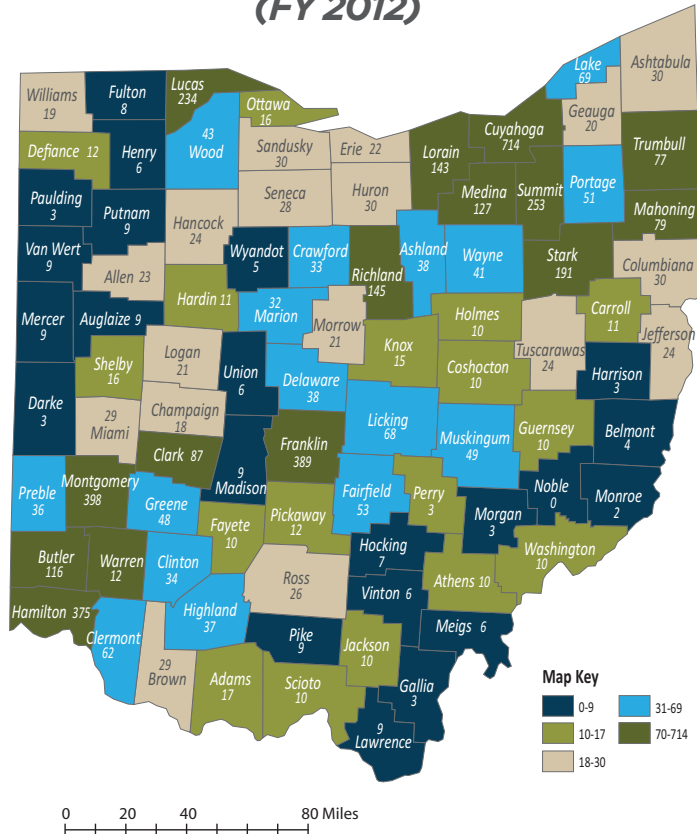 (FY 2012)
Williams
19
Fulton
8
Lucas
234
Ottawa
16
Lake
69
Ashtabula
30
Geauga
20
Defiance 12
Henry
6
43
Wood
Sandusky
30
Erie 22
Lorain
143
Cuyahoga
714
Trumbull
77
Paulding
3
Putnam
9
Hancock
24
Seneca
28
Huron
30
Medina
127
Summit
253
Portage
51
Mahoning
79
Van Wert
9
Allen 23
Wyandot
5
Crawford
33
Richland
145
Ashland
38
Wayne
41
Stark
191
Columbiana
30
Mercer
9
Auglaize 9
Hardin 11
32
Marion
Morrow
21
Holmes
10
Carroll
11
Jefferson
24
Shelby
16
Logan
21
Union
6
Delaware
38
Knox
15
Coshocton
10
Tuscarawas
24
Harrison
3
Darke
3
29
Miami
Champaign
18
Licking
68
Muskingum
49
Guernsey
10
Belmont
4
Clark 87
9
Madison
Franklin
389
Preble
36
Montgomery
398
Greene
48
Fayete
10
Pickaway
12
Fairfield
53
Perry
3
Morgan
3
Noble
0
Monroe
2
Butler
116
Warren
12
Clinton
34
Ross
26
Hocking
7
Athens 10
Washington
10
Hamilton 375
Clermont
62
29
Brown
Highland
37
Pike
9
Vinton 6
Meigs 6
Adams
17
Scioto
10
Jackson
10
Gallia
3
9
Lawrence
Map Key
0-9
31-69
10-17
70-714
18-30
0 20 40 80 Miles